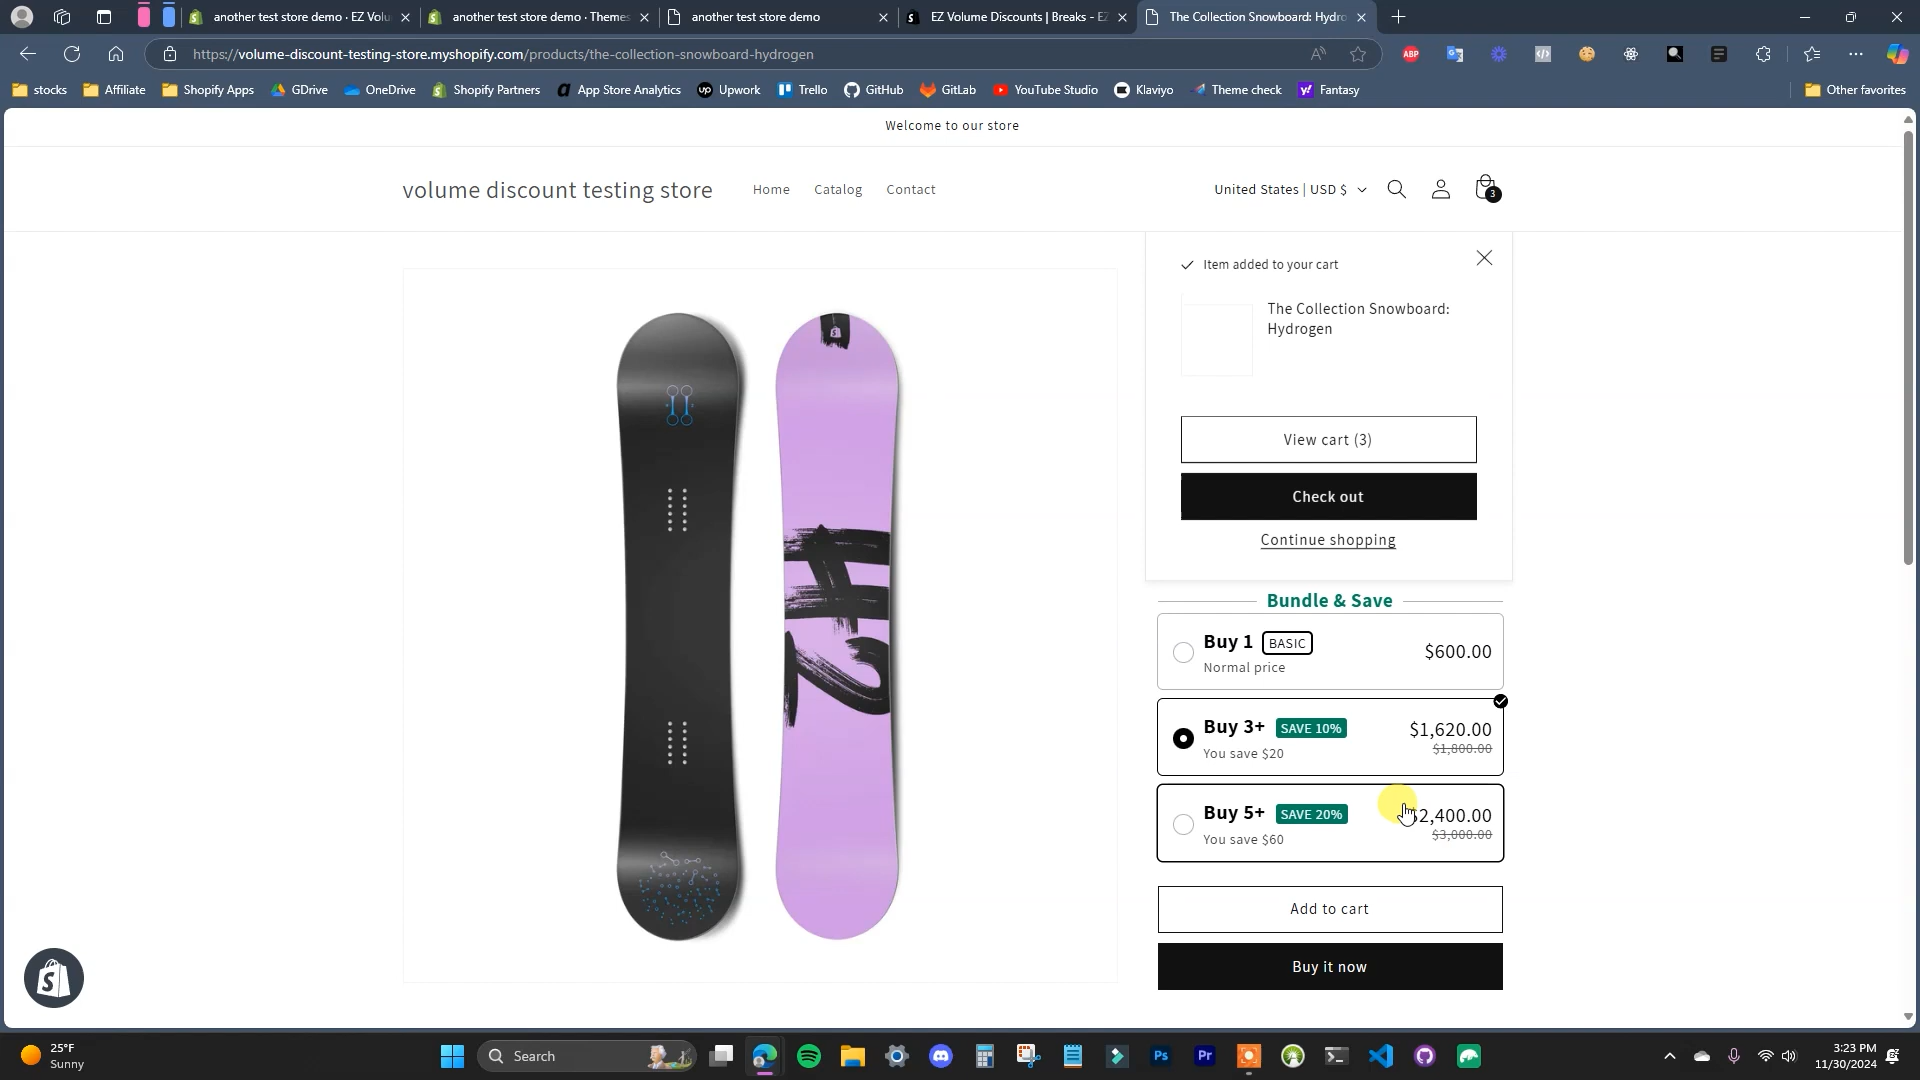 another test store demo · EZ Volu
another test store demo · Themes
another test store demo
EZ Volume Discounts | Breaks - EZ
The Collection Snowboard: Hydro
https://volume-discount-testing-store.myshopify.com/products/the-collection-snowboard-hydrogen
ABP
stocks
Affiliate
Shopify Apps
GDrive
OneDrive
Shopify Partners
App Store Analytics
Upwork
Trello
GitHub
GitLab
YouTube Studio
Klaviyo
Theme check
Fantasy
Other favorites
Welcome to our store
volume discount testing store
Home
Catalog
Contact
United States | USD $
3
Item added to your cart
The Collection Snowboard:
Hydrogen
View cart (3)
Check out
Continue shopping
Bundle & Save
Buy 1 BASIC
Normal price
$600.00
Buy 3+ SAVE 10%
You save $20
$1,620.00
$1,800.00
Buy 5+ SAVE 20%
You save $60
2,400.00
$3,000.00
Add to cart
Buy it now
25°F
Sunny
Search
3:23 PM
11/30/2024